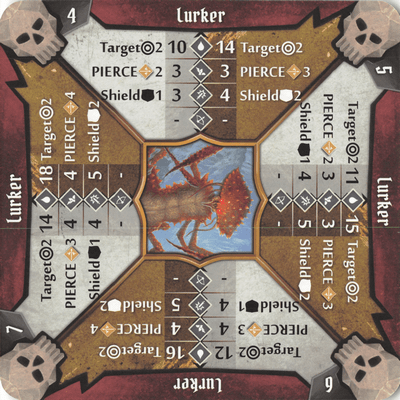 4
Lurker
Target 2 10 14 Target 2
PIERCE 2 3 3 PIERCE 3
Shield 1 3 4 Shield 2
- -
5
Lurker
Target 2 11 15 Target 2
PIERCE 2 3 3 PIERCE 3
Shield 1 4 5 Shield 2
- -
6
Lurker
Target 2 12 16 Target 2
PIERCE 3 4 4 PIERCE 4
Shield 1 4 5 Shield 2
- -
7
Lurker
Target 2 14 18 Target 2
PIERCE 3 4 4 PIERCE 4
Shield 1 4 5 Shield 2
- -